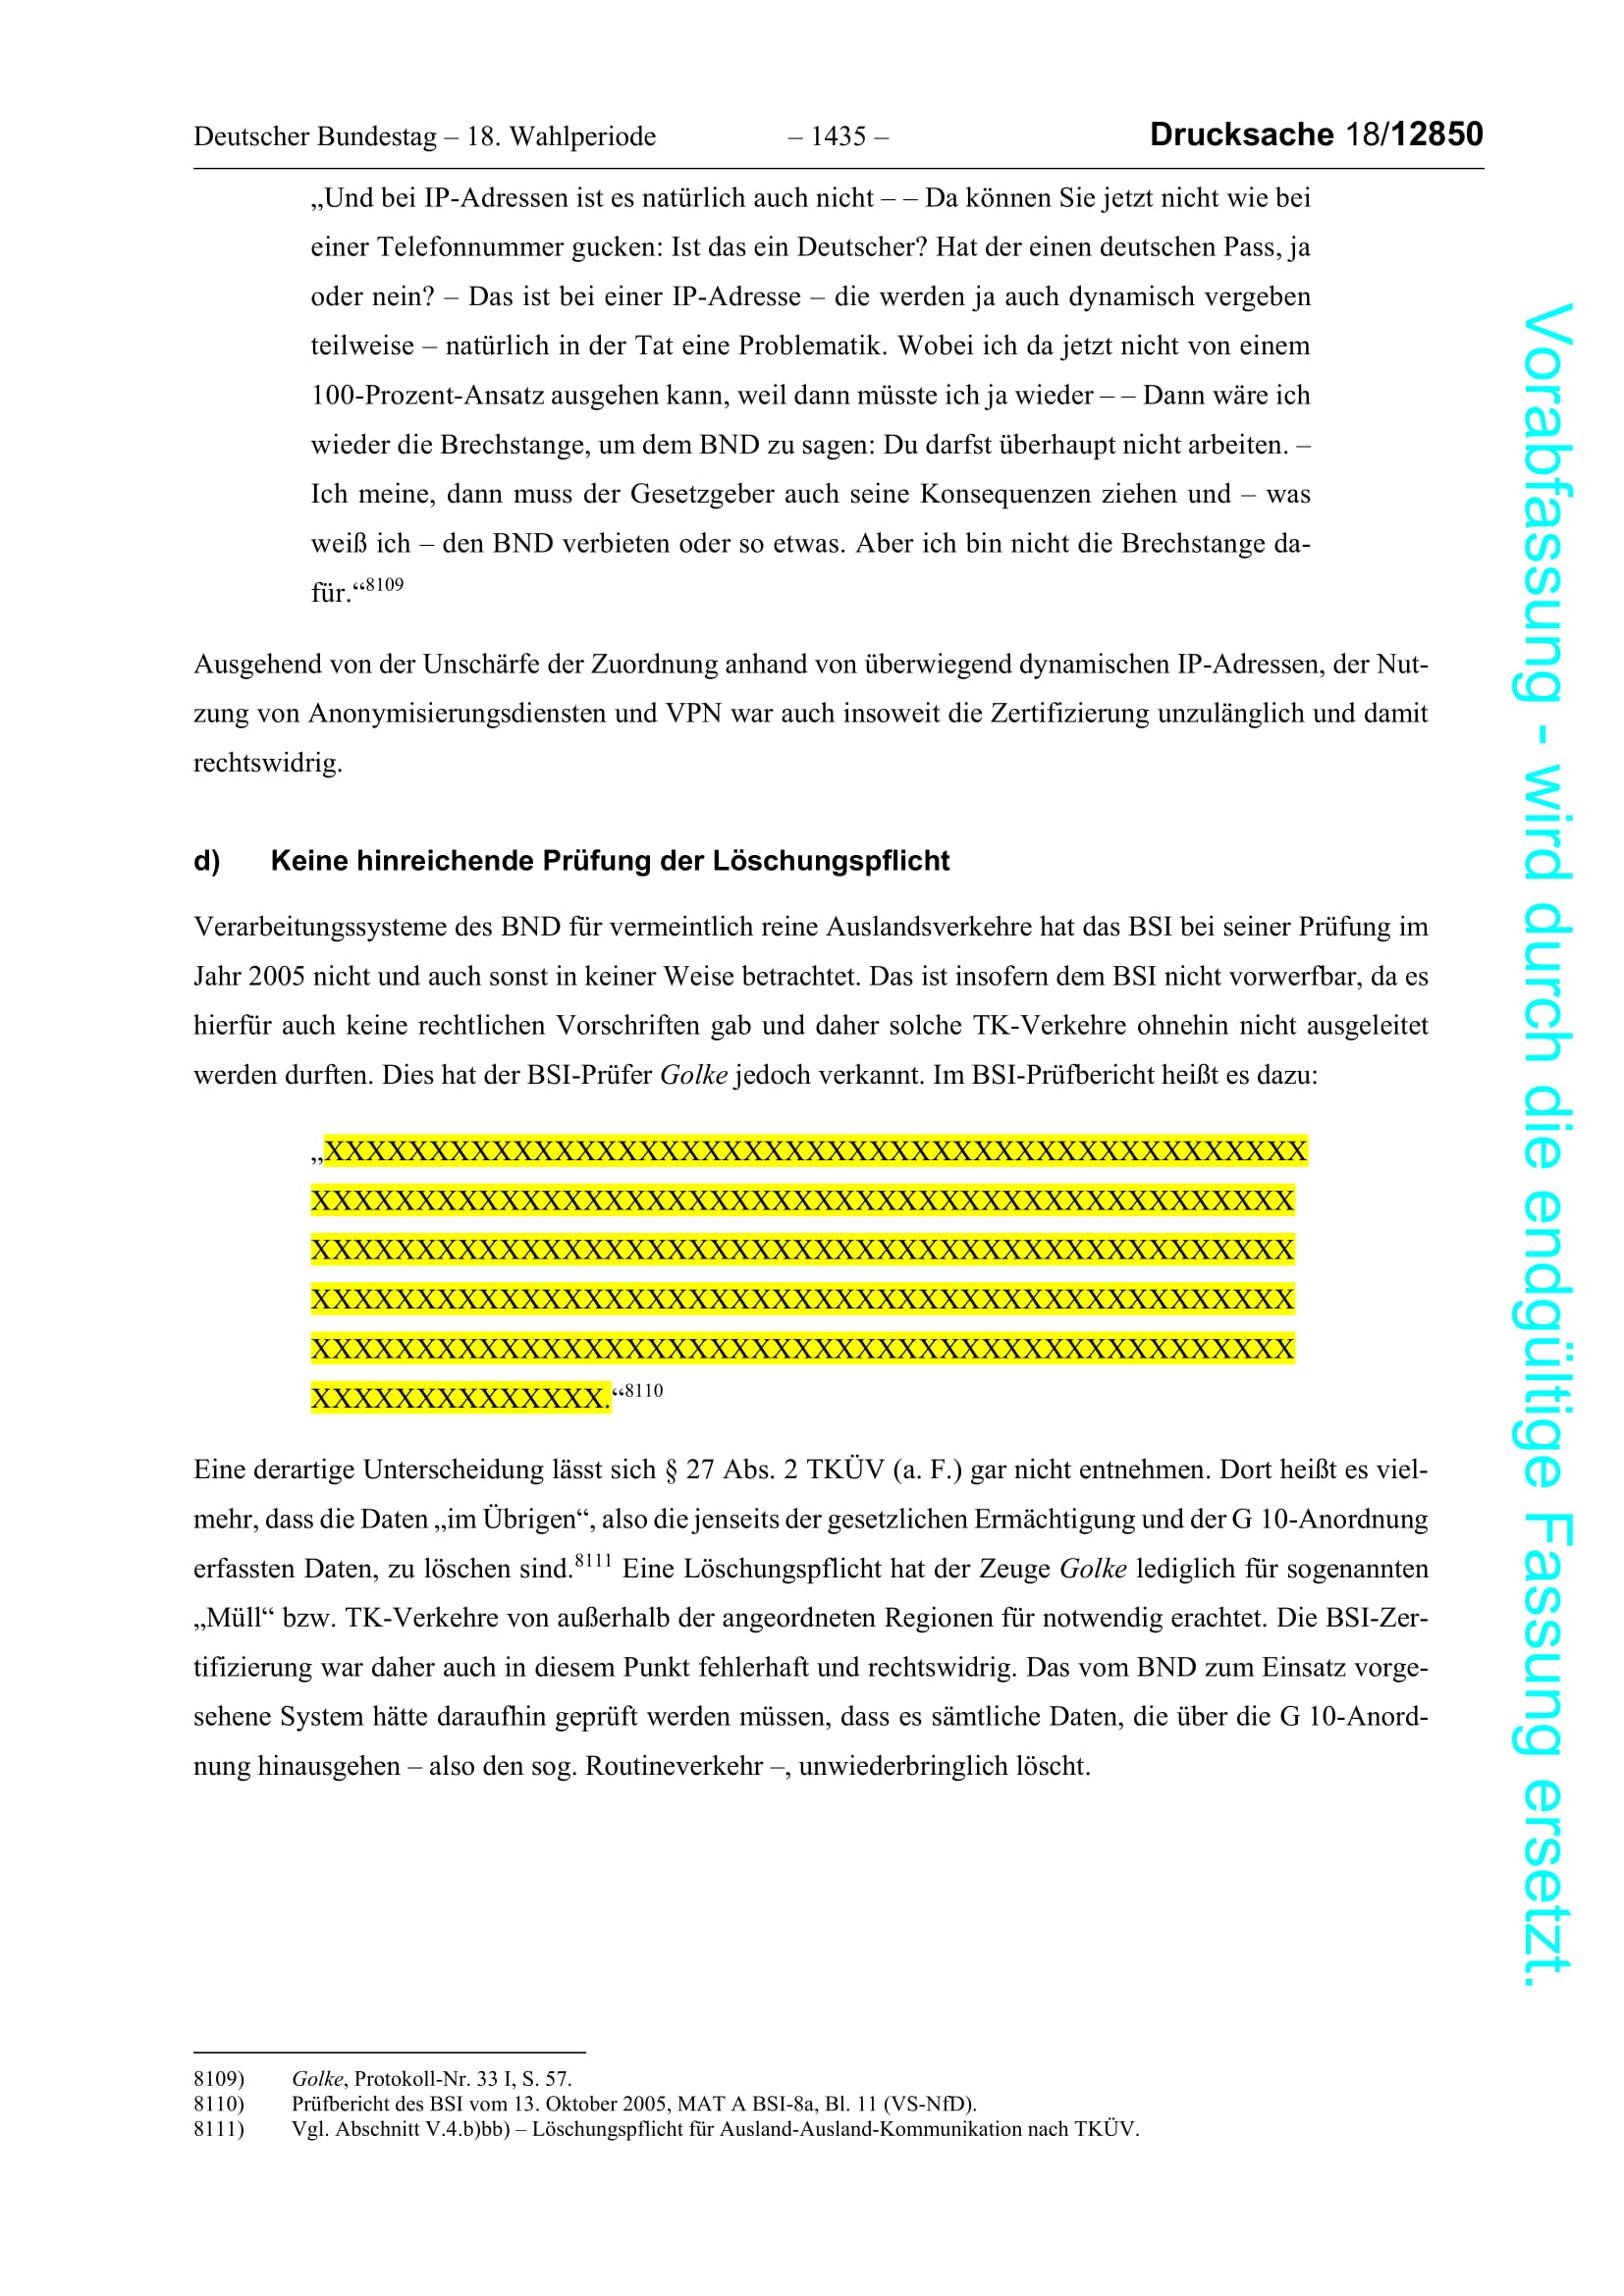 Deutscher Bundestag – 18. Wahlperiode – 1435 – Drucksache 18/12850
„Und bei IP-Adressen ist es natürlich auch nicht – – Da können Sie jetzt nicht wie bei
einer Telefonnummer gucken: Ist das ein Deutscher? Hat der einen deutschen Pass, ja
oder nein? – Das ist bei einer IP-Adresse – die werden ja auch dynamisch vergeben
teilweise – natürlich in der Tat eine Problematik. Wobei ich da jetzt nicht von einem
100-Prozent-Ansatz ausgehen kann, weil dann müsste ich ja wieder – – Dann wäre ich
wieder die Brechstange, um dem BND zu sagen: Du darfst überhaupt nicht arbeiten. –
Ich meine, dann muss der Gesetzgeber auch seine Konsequenzen ziehen und – was
weiß ich – den BND verbieten oder so etwas. Aber ich bin nicht die Brechstange da-
für.“8109
Ausgehend von der Unschärfe der Zuordnung anhand von überwiegend dynamischen IP-Adressen, der Nut-
zung von Anonymisierungsdiensten und VPN war auch insoweit die Zertifizierung unzulänglich und damit
rechtswidrig.
d) Keine hinreichende Prüfung der Löschungspflicht
Verarbeitungssysteme des BND für vermeintlich reine Auslandsverkehre hat das BSI bei seiner Prüfung im
Jahr 2005 nicht und auch sonst in keiner Weise betrachtet. Das ist insofern dem BSI nicht vorwerfbar, da es
hierfür auch keine rechtlichen Vorschriften gab und daher solche TK-Verkehre ohnehin nicht ausgeleitet
werden durften. Dies hat der BSI-Prüfer Golke jedoch verkannt. Im BSI-Prüfbericht heißt es dazu:
„XXXXXXXXXXXXXXXXXXXXXXXXXXXXXXXXXXXXXXXXXXXXXXX
XXXXXXXXXXXXXXXXXXXXXXXXXXXXXXXXXXXXXXXXXXXXXXX
XXXXXXXXXXXXXXXXXXXXXXXXXXXXXXXXXXXXXXXXXXXXXXX
XXXXXXXXXXXXXXXXXXXXXXXXXXXXXXXXXXXXXXXXXXXXXXX
XXXXXXXXXXXXXXXXXXXXXXXXXXXXXXXXXXXXXXXXXXXXXXX
XXXXXXXXXXXXXX.“8110
Eine derartige Unterscheidung lässt sich § 27 Abs. 2 TKÜV (a. F.) gar nicht entnehmen. Dort heißt es viel-
mehr, dass die Daten „im Übrigen“, also die jenseits der gesetzlichen Ermächtigung und der G 10-Anordnung
erfassten Daten, zu löschen sind.8111 Eine Löschungspflicht hat der Zeuge Golke lediglich für sogenannten
„Müll“ bzw. TK-Verkehre von außerhalb der angeordneten Regionen für notwendig erachtet. Die BSI-Zer-
tifizierung war daher auch in diesem Punkt fehlerhaft und rechtswidrig. Das vom BND zum Einsatz vorge-
sehene System hätte daraufhin geprüft werden müssen, dass es sämtliche Daten, die über die G 10-Anord-
nung hinausgehen – also den sog. Routineverkehr –, unwiederbringlich löscht.
8109) Golke, Protokoll-Nr. 33 I, S. 57.
8110) Prüfbericht des BSI vom 13. Oktober 2005, MAT A BSI-8a, Bl. 11 (VS-NfD).
8111) Vgl. Abschnitt V.4.b)bb) – Löschungspflicht für Ausland-Ausland-Kommunikation nach TKÜV.
Vorabfassung - wird durch die endgültige Fassung ersetzt.